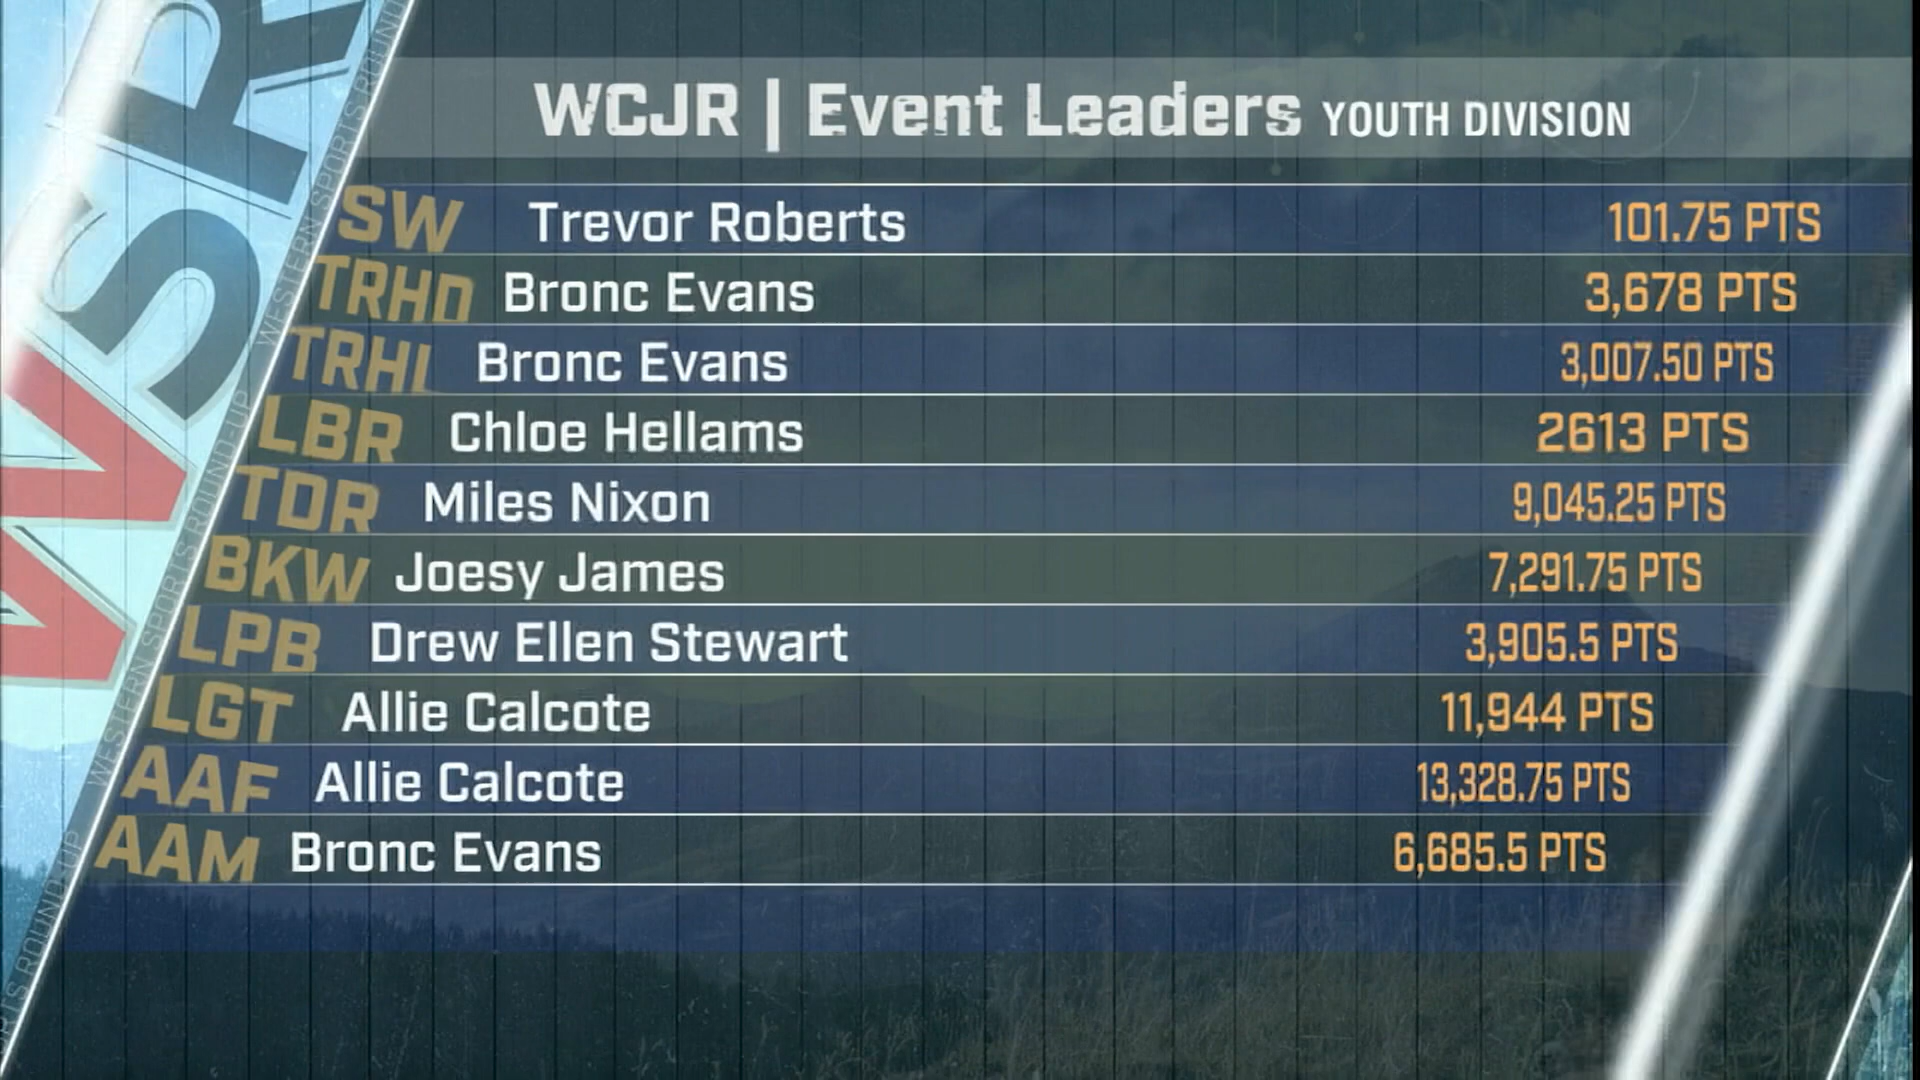 WSR
WESTERN SPORTS ROUND-UP
WCJR | Event Leaders YOUTH DIVISION
SW Trevor Roberts 101.75 PTS
TRHD Bronc Evans 3,678 PTS
TRHL Bronc Evans 3,007.50 PTS
LBR Chloe Hellams 2613 PTS
TDR Miles Nixon 9,045.25 PTS
BKW Joesy James 7,291.75 PTS
LPB Drew Ellen Stewart 3,905.5 PTS
LGT Allie Calcote 11,944 PTS
AAF Allie Calcote 13,328.75 PTS
AAM Bronc Evans 6,685.5 PTS